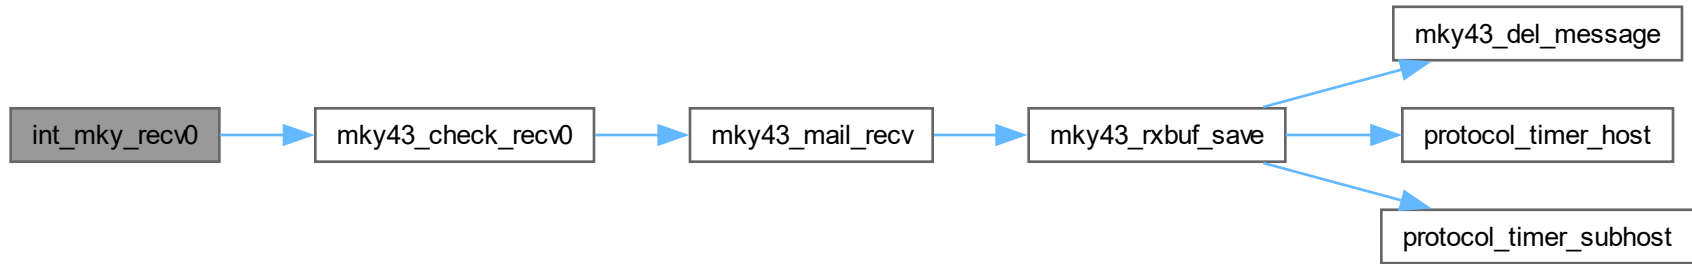 int_mky_recv0
mky43_check_recv0
mky43_mail_recv
mky43_rxbuf_save
mky43_del_message
protocol_timer_host
protocol_timer_subhost